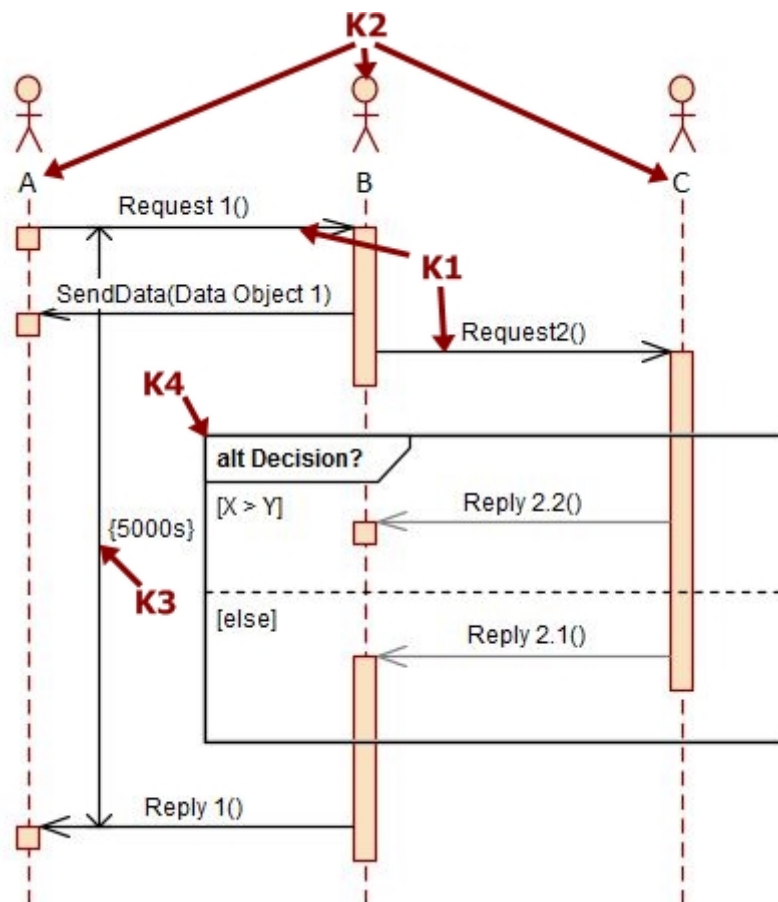 K2
A
B
C
Request 1()
K1
SendData(Data Object 1)
Request2()
K4
alt Decision?
[X > Y]
Reply 2.2()
{5000s}
K3
[else]
Reply 2.1()
Reply 1()